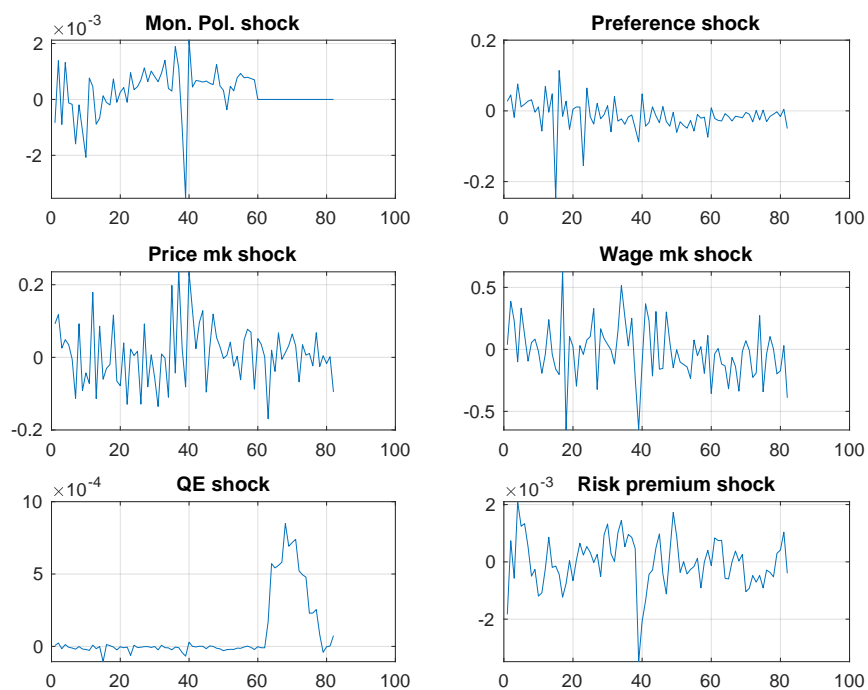 Mon. Pol. shock
×10⁻³
2
0
-2
0 20 40 60 80 100
Preference shock
0.2
0
-0.2
0 20 40 60 80 100
Price mk shock
0.2
0
-0.2
0 20 40 60 80 100
Wage mk shock
0.5
0
-0.5
0 20 40 60 80 100
QE shock
×10⁻⁴
10
5
0
0 20 40 60 80 100
Risk premium shock
×10⁻³
2
0
-2
0 20 40 60 80 100